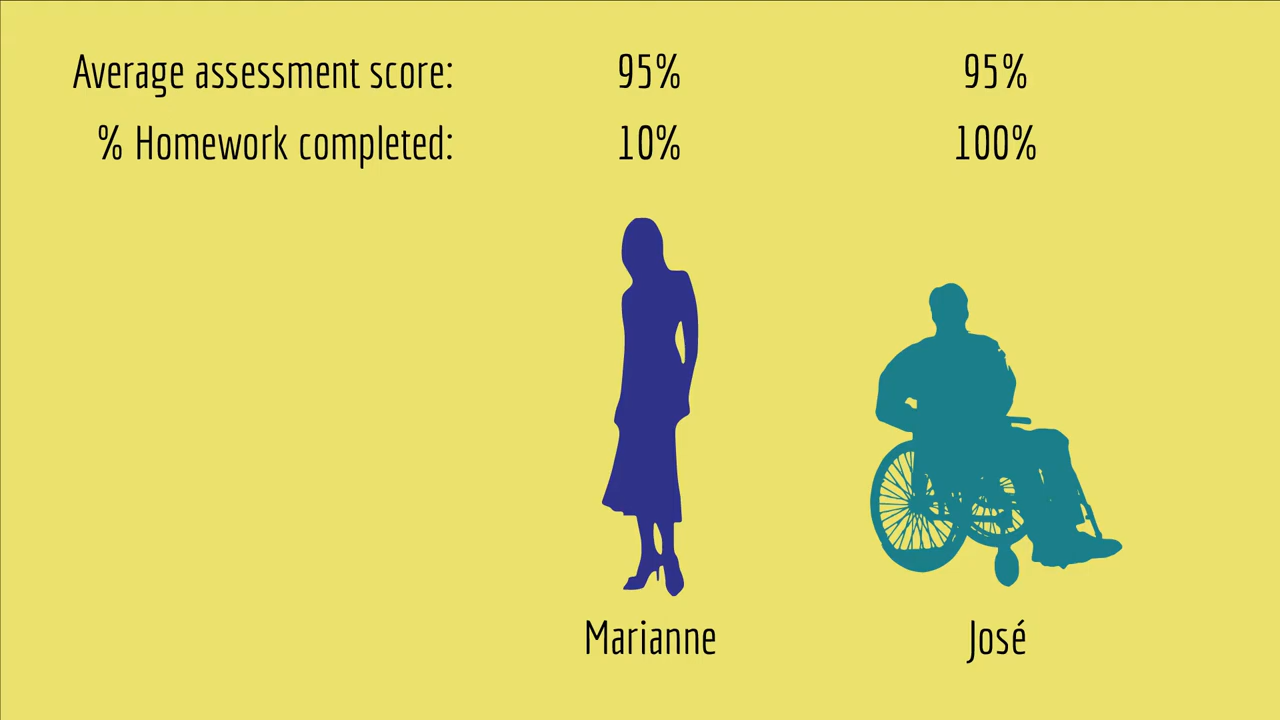 Average assessment score: 95% 95%
% Homework completed: 10% 100%
Marianne José